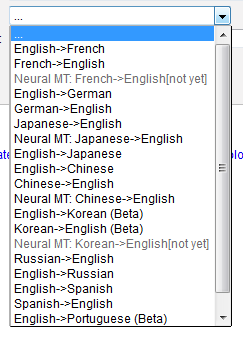 ...
...
English->French
French->English
Neural MT: French->English[not yet]
English->German
German->English
Japanese->English
Neural MT: Japanese->English
English->Japanese
English->Chinese
Chinese->English
Neural MT: Chinese->English
English->Korean (Beta)
Korean->English (Beta)
Neural MT: Korean->English[not yet]
Russian->English
English->Russian
English->Spanish
Spanish->English
English->Portuguese (Beta)